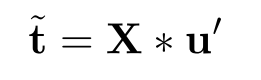 t̃ = X ∗ u′